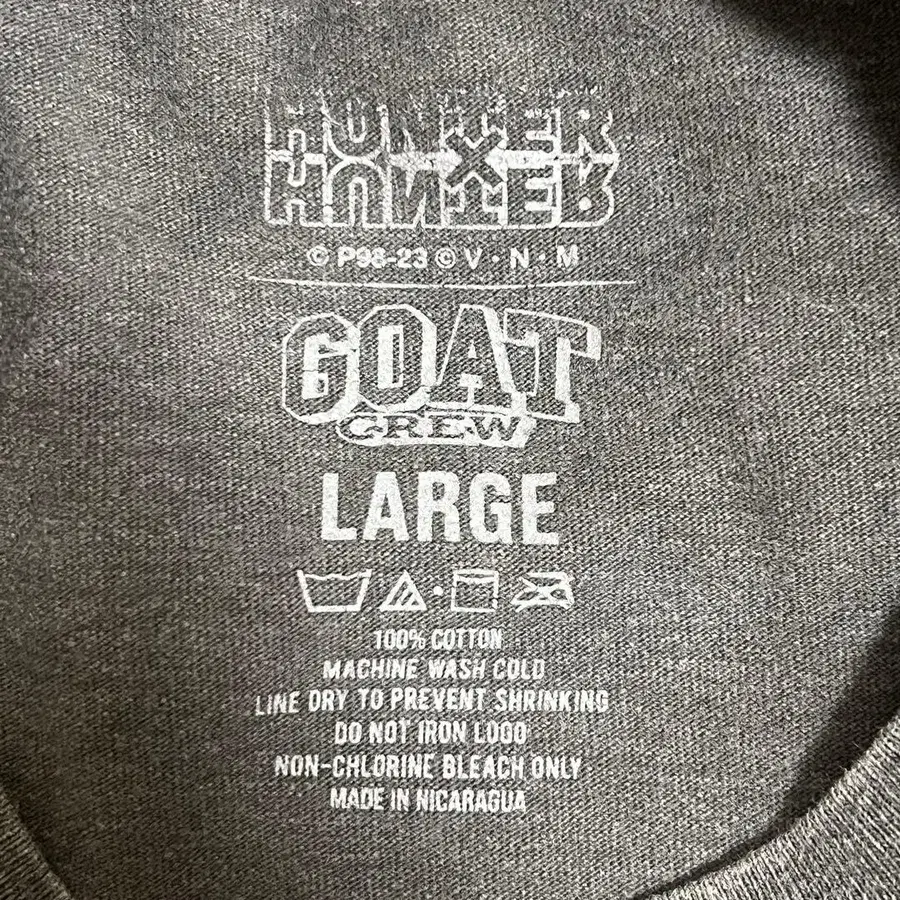 HUNTER
X
HUNTER
© P98-23 © V・N・M
GOAT
CREW
LARGE
100% COTTON
MACHINE WASH COLD
LINE DRY TO PREVENT SHRINKING
DO NOT IRON LOGO
NON-CHLORINE BLEACH ONLY
MADE IN NICARAGUA